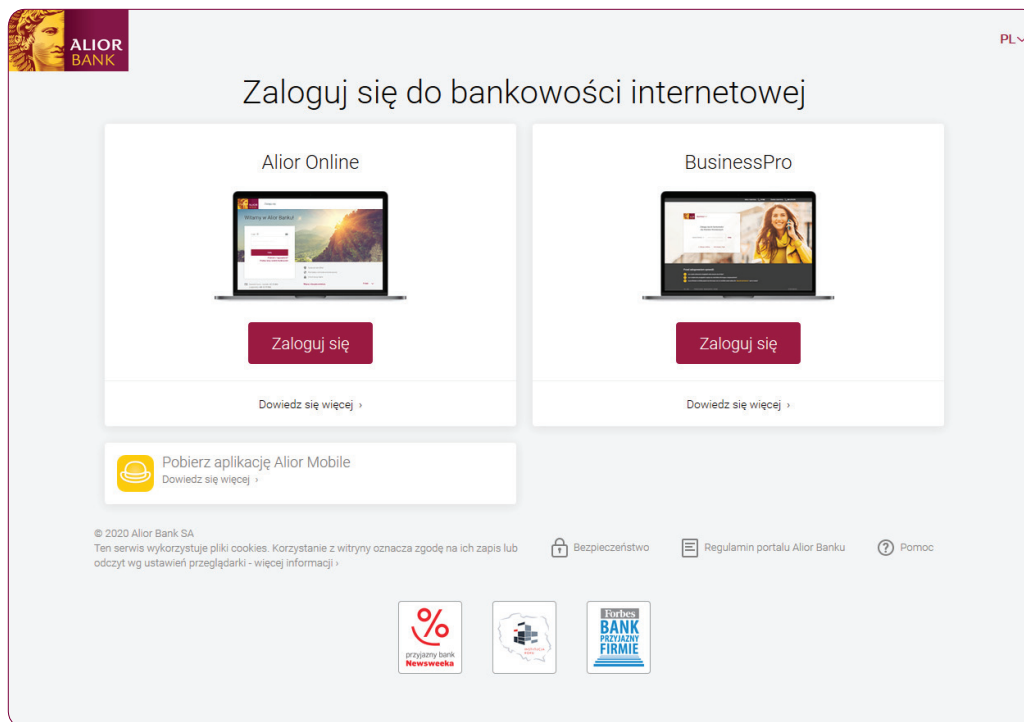 ALIOR
BANK
PL
Zaloguj się do bankowości internetowej
Alior Online
BusinessPro
Witamy w Alior Banku!
Zaloguj się
Zaloguj się
Dowiedz się więcej ›
Dowiedz się więcej ›
Pobierz aplikację Alior Mobile
Dowiedz się więcej ›
© 2020 Alior Bank SA
Ten serwis wykorzystuje pliki cookies. Korzystanie z witryny oznacza zgodę na ich zapis lub
odczyt wg ustawień przeglądarki - więcej informacji ›
Bezpieczeństwo
Regulamin portalu Alior Banku
Pomoc
przyjazny bank
Newsweeka
Forbes
BANK
PRZYJAZNY
FIRMIE